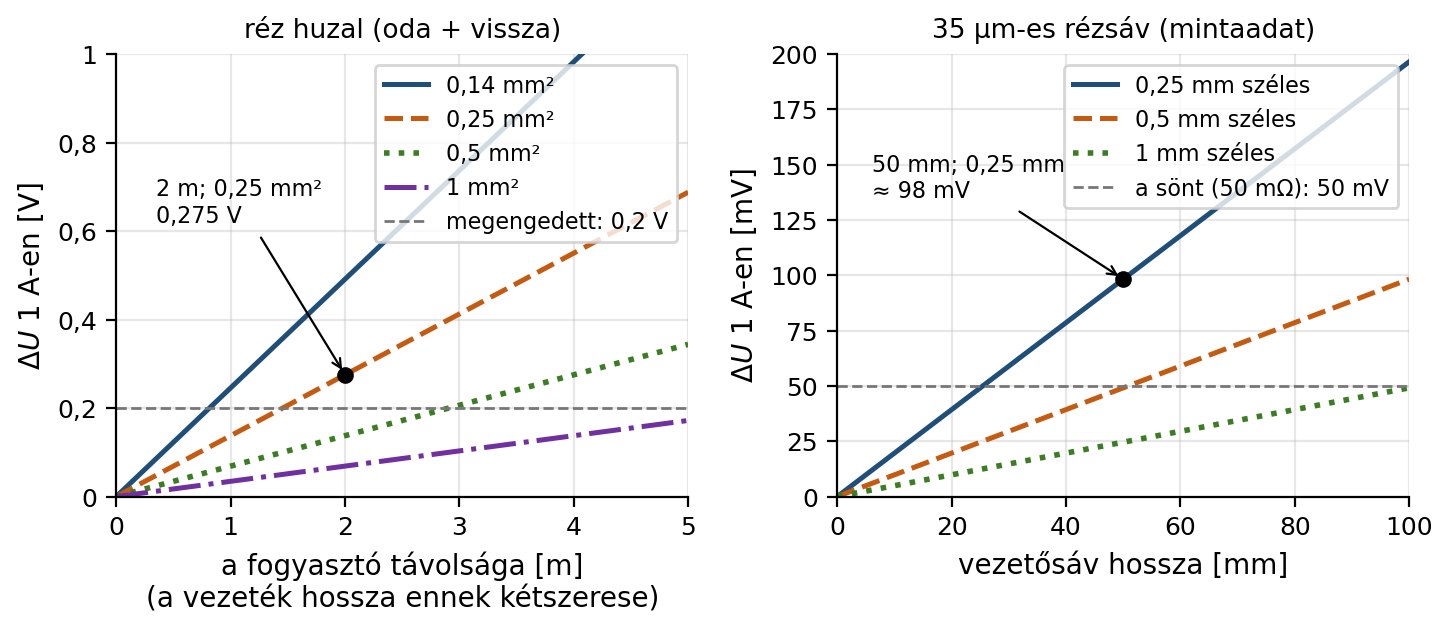 réz huzal (oda + vissza)
ΔU 1 A-en [V]
1
0,8
0,6
0,4
0,2
0
0,14 mm²
0,25 mm²
0,5 mm²
1 mm²
megengedett: 0,2 V
2 m; 0,25 mm²
0,275 V
0 1 2 3 4 5
a fogyasztó távolsága [m]
(a vezeték hossza ennek kétszerese)
35 µm-es rézsáv (mintaadat)
ΔU 1 A-en [mV]
200
175
150
125
100
75
50
25
0
0,25 mm széles
0,5 mm széles
1 mm széles
a sönt (50 mΩ): 50 mV
50 mm; 0,25 mm
≈ 98 mV
0 20 40 60 80 100
vezetősáv hossza [mm]